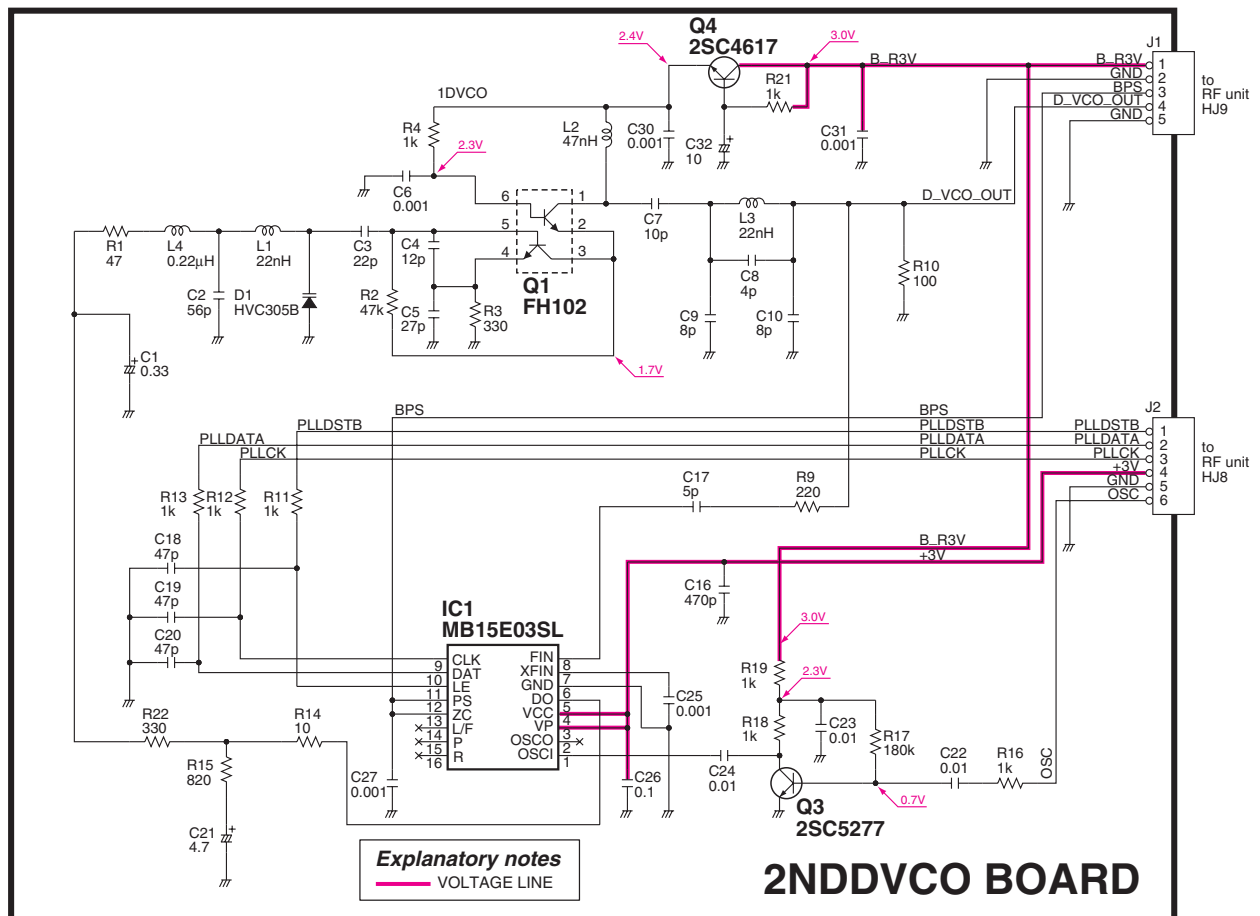 Q4
2SC4617
2.4V
3.0V
J1
B_R3V
B_R3V
1
GND
2
BPS
3
D_VCO_OUT
4
GND
5
to
RF unit
HJ9
R21
1k
1DVCO
R4
1k
L2
47nH
C30
0.001
C32
10
C31
0.001
2.3V
C6
0.001
6
1
5
2
4
3
Q1
FH102
C7
10p
L3
22nH
D_VCO_OUT
R1
47
L4
0.22µH
L1
22nH
C3
22p
C4
12p
C8
4p
R10
100
C2
56p
D1
HVC305B
R2
47k
C5
27p
R3
330
C9
8p
C10
8p
C1
0.33
1.7V
BPS
BPS
PLLDSTB
PLLDSTB
PLLDSTB
PLLDATA
PLLDATA
PLLDATA
PLLCK
PLLCK
PLLCK
+3V
GND
OSC
J2
1
2
3
4
5
6
to
RF unit
HJ8
R13
1k
R12
1k
R11
1k
C17
5p
R9
220
B_R3V
+3V
C18
47p
C19
47p
C20
47p
C16
470p
3.0V
IC1
MB15E03SL
CLK
9
DAT
10
LE
11
PS
12
ZC
13
L/F
14
P
15
R
16
FIN
8
XFIN
7
GND
6
DO
5
VCC
4
VP
3
OSCO
2
OSCI
1
R19
1k
2.3V
C25
0.001
R18
1k
C23
0.01
R17
180k
R22
330
R14
10
R15
820
C27
0.001
C26
0.1
C24
0.01
C22
0.01
R16
1k
OSC
0.7V
Q3
2SC5277
C21
4.7
Explanatory notes
VOLTAGE LINE
2NDDVCO BOARD